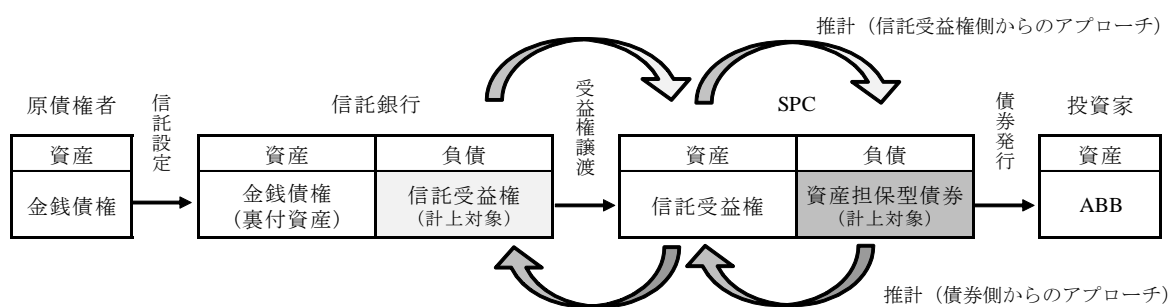 推計（信託受益権側からのアプローチ）
原債権者
信託設定
信託銀行
受益権譲渡
SPC
債券発行
投資家
資産
資産
負債
資産
負債
資産
金銭債権
金銭債権
（裏付資産）
信託受益権
（計上対象）
信託受益権
資産担保型債券
（計上対象）
ABB
推計（債券側からのアプローチ）